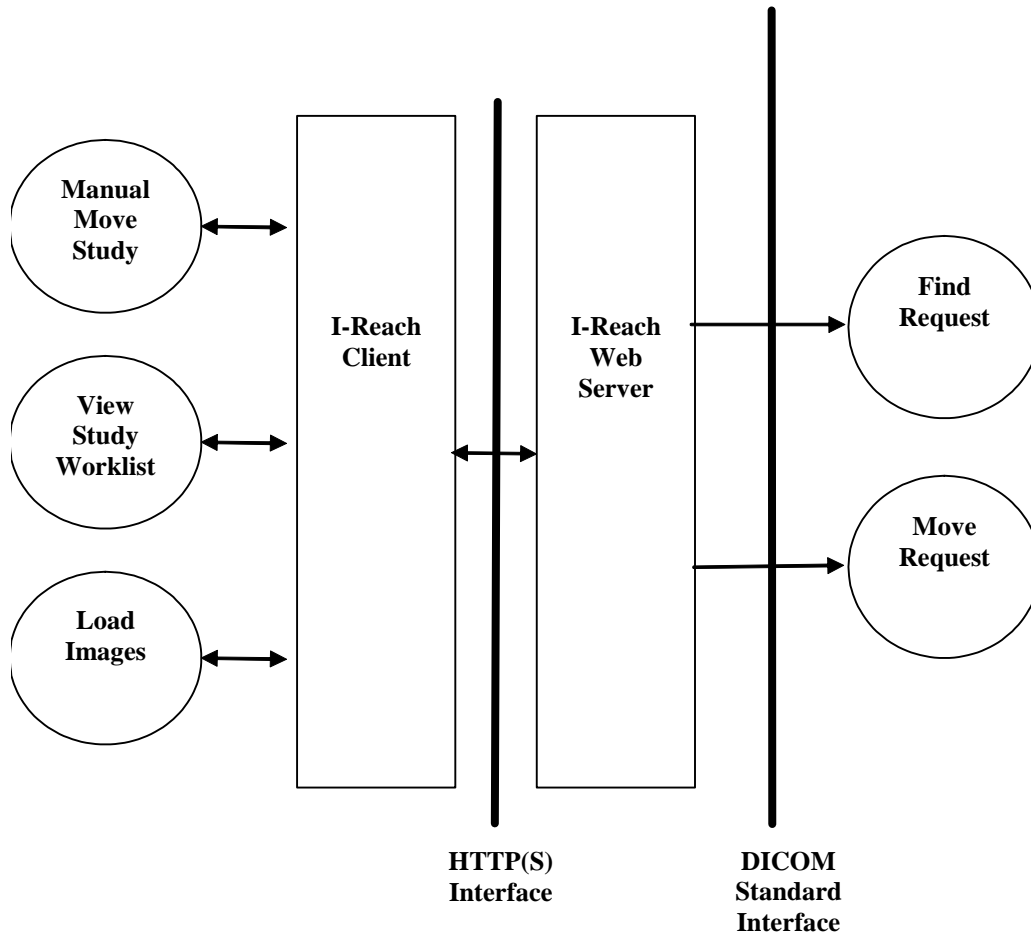 Manual
Move
Study
View
Study
Worklist
Load
Images
I-Reach
Client
I-Reach
Web
Server
Find
Request
Move
Request
HTTP(S)
Interface
DICOM
Standard
Interface